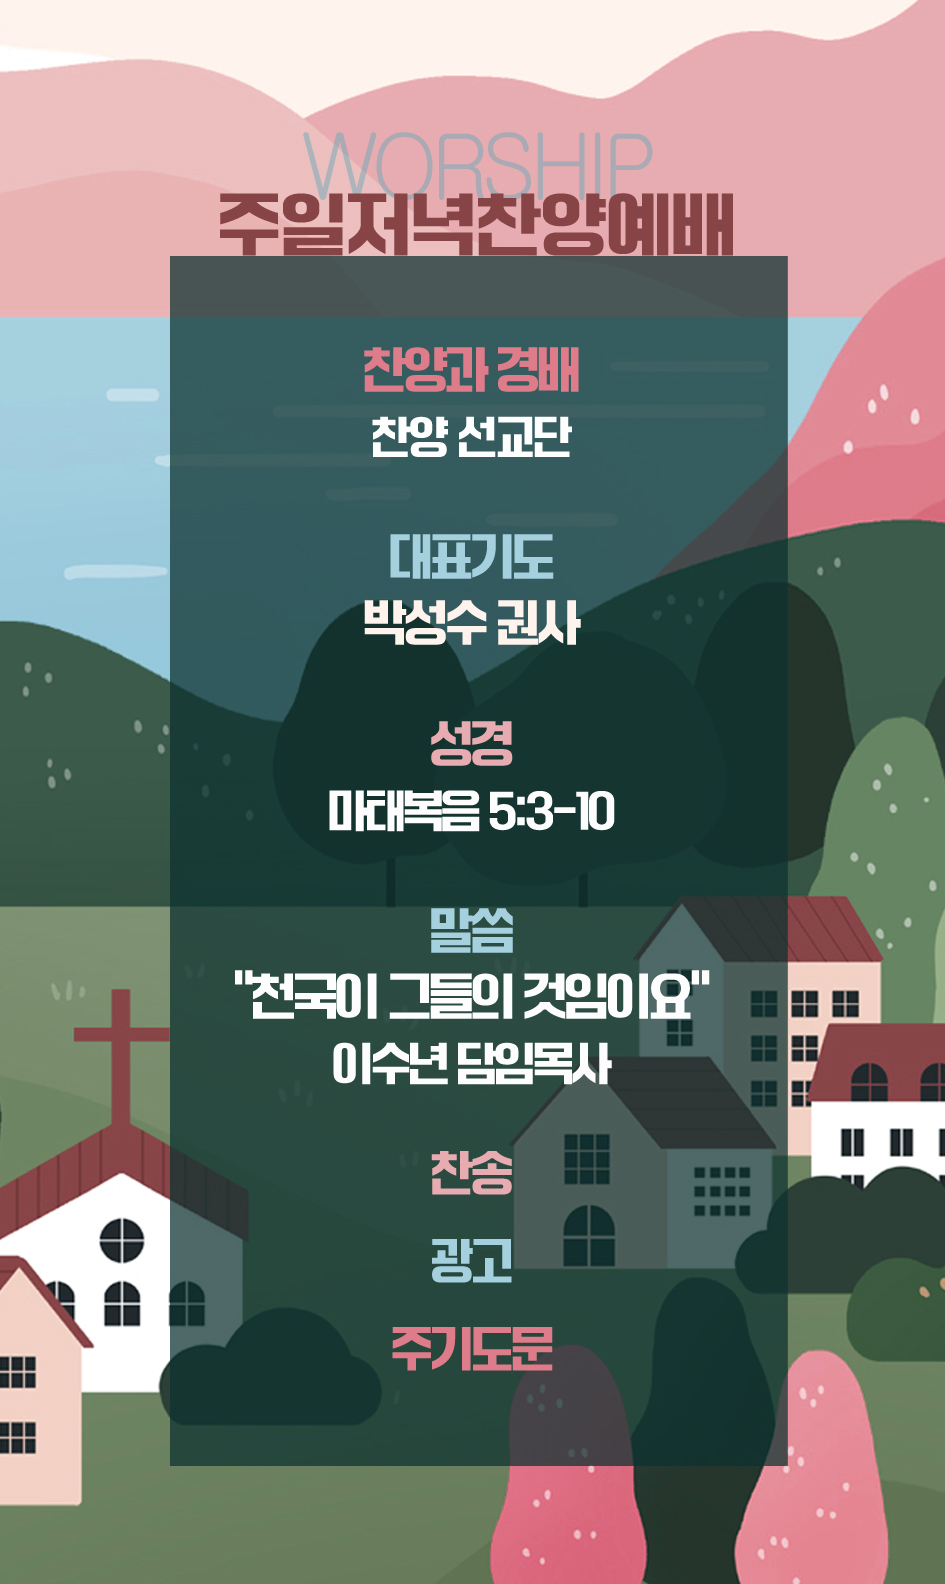 WORSHIP
주일저녁찬양예배
찬양과 경배
찬양 선교단
대표기도
박성수 권사
성경
마태복음 5:3-10
말씀
"천국이 그들의 것임이요"
이수년 담임목사
찬송
광고
주기도문